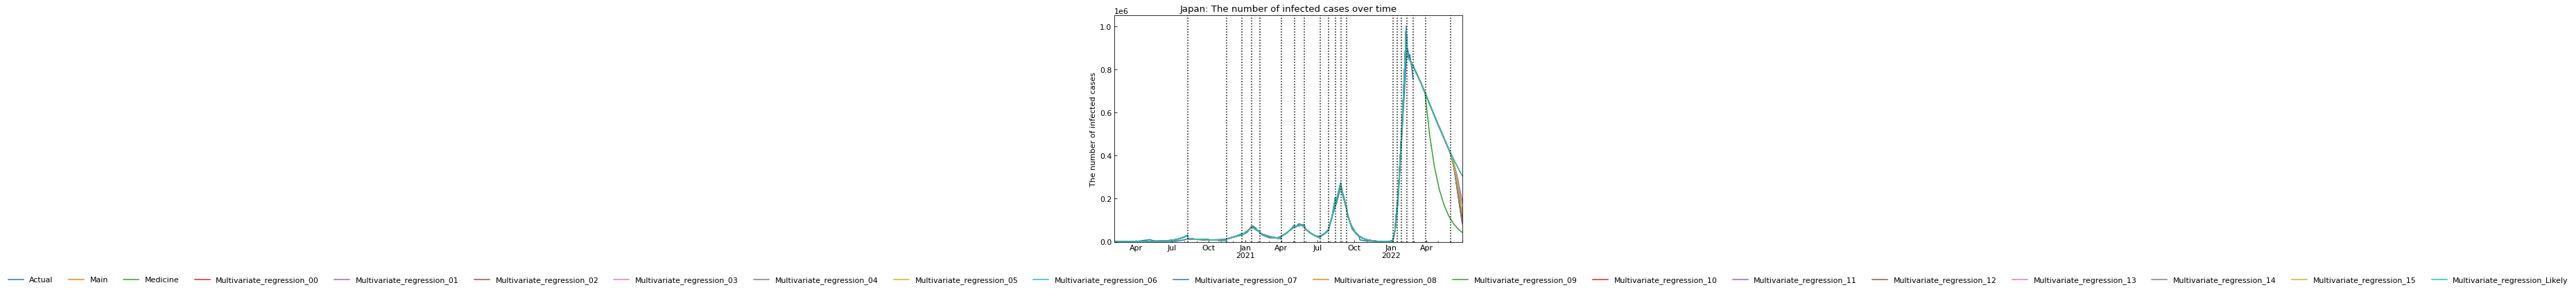 Japan: The number of infected cases over time
1e6
1.0
0.8
0.6
0.4
0.2
0.0
The number of infected cases
Apr Jul Oct Jan Apr Jul Oct Jan Apr
2021 2022
Actual Main Medicine Multivariate_regression_00 Multivariate_regression_01 Multivariate_regression_02 Multivariate_regression_03 Multivariate_regression_04 Multivariate_regression_05 Multivariate_regression_06 Multivariate_regression_07 Multivariate_regression_08 Multivariate_regression_09 Multivariate_regression_10 Multivariate_regression_11 Multivariate_regression_12 Multivariate_regression_13 Multivariate_regression_14 Multivariate_regression_15 Multivariate_regression_Likely